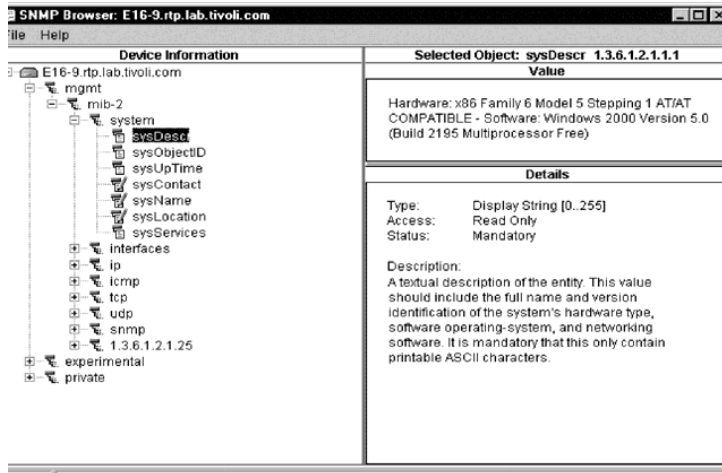 SNMP Browser: E16-9.rtp.lab.tivoli.com
File Help
Device Information
E16-9.rtp.lab.tivoli.com
mgmt
mib-2
system
sysDescr
sysObjectID
sysUpTime
sysContact
sysName
sysLocation
sysServices
interfaces
ip
icmp
tcp
udp
snmp
1.3.6.1.2.1.25
experimental
private
Selected Object: sysDescr 1.3.6.1.2.1.1.1
Value
Hardware: x86 Family 6 Model 5 Stepping 1 AT/AT
COMPATIBLE - Software: Windows 2000 Version 5.0
(Build 2195 Multiprocessor Free)
Details
Type: Display String [0..255]
Access: Read Only
Status: Mandatory
Description:
A textual description of the entity. This value
should include the full name and version
identification of the system's hardware type,
software operating-system, and networking
software. It is mandatory that this only contain
printable ASCII characters.